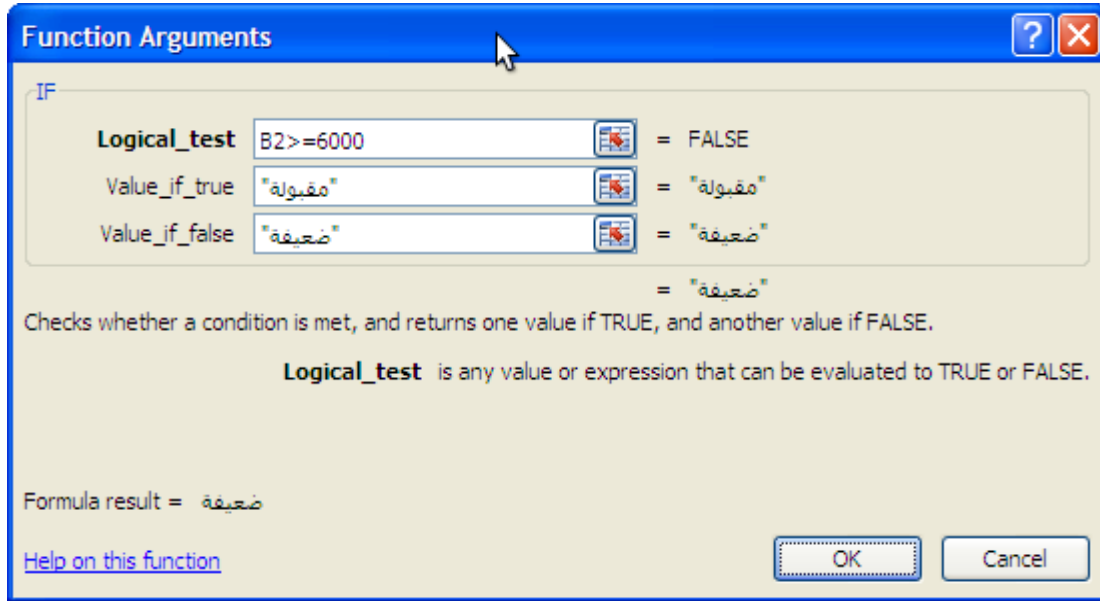 Function Arguments
IF
Logical_test B2>=6000 = FALSE
Value_if_true "مقبولة" = "مقبولة"
Value_if_false "ضعيفة" = "ضعيفة"
= "ضعيفة"
Checks whether a condition is met, and returns one value if TRUE, and another value if FALSE.
Logical_test is any value or expression that can be evaluated to TRUE or FALSE.
Formula result = ضعيفة
Help on this function OK Cancel